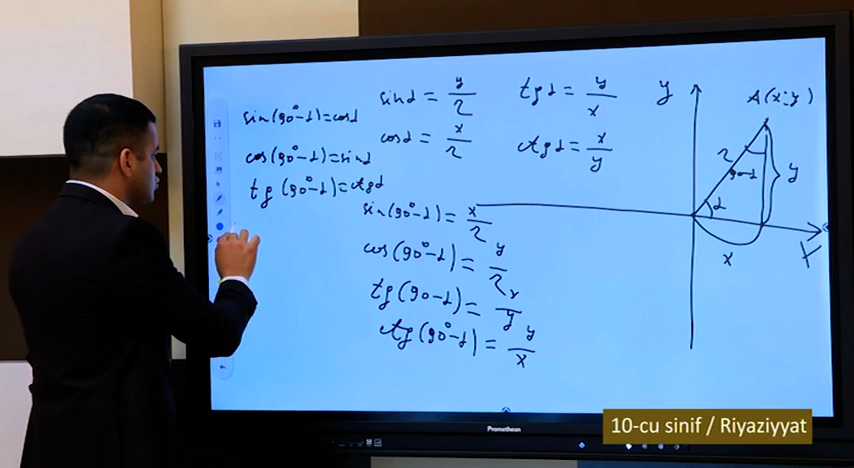 sin(90°-α)=cosα
cos(90°-α)=sinα
tg(90°-α)=ctgα
sinα = y/r
cosα = x/r
tgα = y/x
ctgα = x/y
sin(90°-α) = x/r
cos(90°-α) = y/r
tg(90-α) = x/y
ctg(90°-α) = y/x
y
A(x;y)
r
90-α
y
α
x
X
Promethean
10-cu sinif / Riyaziyyat